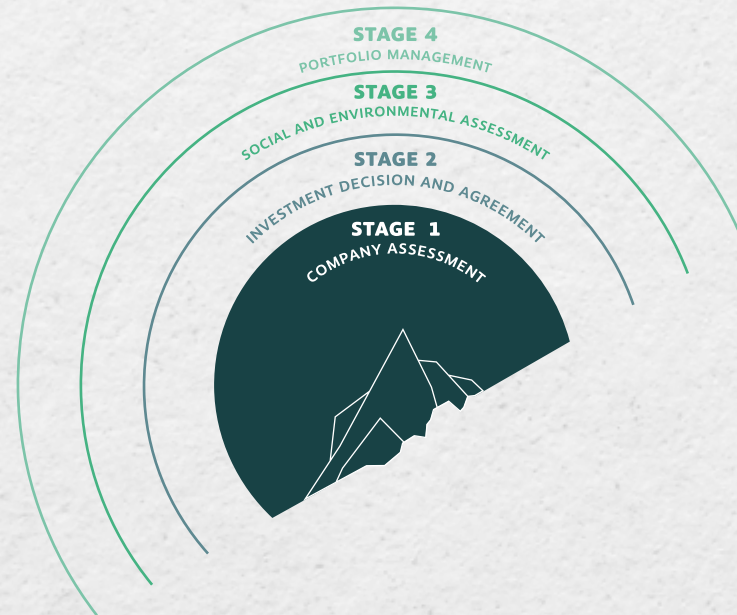 STAGE 4
PORTFOLIO MANAGEMENT
STAGE 3
SOCIAL AND ENVIRONMENTAL ASSESSMENT
STAGE 2
INVESTMENT DECISION AND AGREEMENT
STAGE 1
COMPANY ASSESSMENT